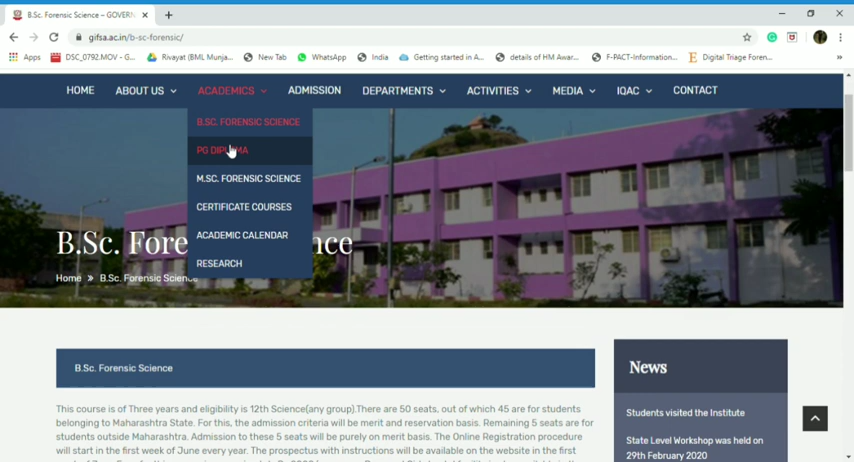 B.Sc. Forensic Science – GOVERN
gifsa.ac.in/b-sc-forensic/
Apps DSC_0792.MOV - G... Rivayat (BML Munja... New Tab WhatsApp India Getting started in A... details of HM Awar... F-PACT-Information... Digital Triage Foren... »
HOME ABOUT US ACADEMICS ADMISSION DEPARTMENTS ACTIVITIES MEDIA IQAC CONTACT
B.SC. FORENSIC SCIENCE
PG DIPLOMA
M.SC. FORENSIC SCIENCE
CERTIFICATE COURSES
ACADEMIC CALENDAR
RESEARCH
B.Sc. Fore nce
Home » B.Sc. Forensic Science
B.Sc. Forensic Science
This course is of Three years and eligibility is 12th Science(any group).There are 50 seats, out of which 45 are for students
belonging to Maharashtra State. For this, the admission criteria will be merit and reservation basis. Remaining 5 seats are for
students outside Maharashtra. Admission to these 5 seats will be purely on merit basis. The Online Registration procedure
will start in the first week of June every year. The prospectus with instructions will be available on the website in the first
News
Students visited the Institute
State Level Workshop was held on
29th February 2020